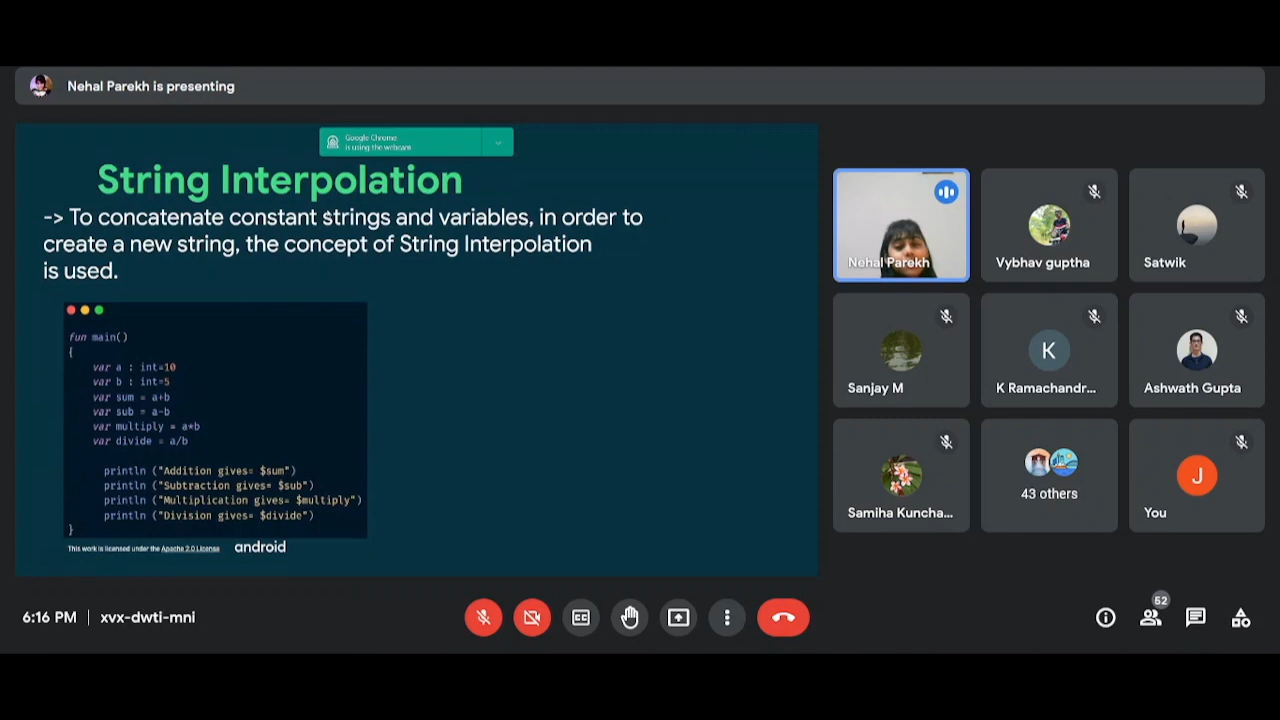 Nehal Parekh is presenting
Google Chrome
is using the webcam
String Interpolation
-> To concatenate constant strings and variables, in order to
create a new string, the concept of String Interpolation
is used.
fun main()
{
var a : int=10
var b : int=5
var sum = a+b
var sub = a-b
var multiply = a*b
var divide = a/b
println ("Addition gives= $sum")
println ("Subtraction gives= $sub")
println ("Multiplication gives= $multiply")
println ("Division gives= $divide")
}
This work is licensed under the Apache 2.0 License
android
Nehal Parekh
Vybhav guptha
Satwik
Sanjay M
K
K Ramachandr...
Ashwath Gupta
Samiha Kuncha...
43 others
J
You
6:16 PM | xvx-dwti-mni
CC
52